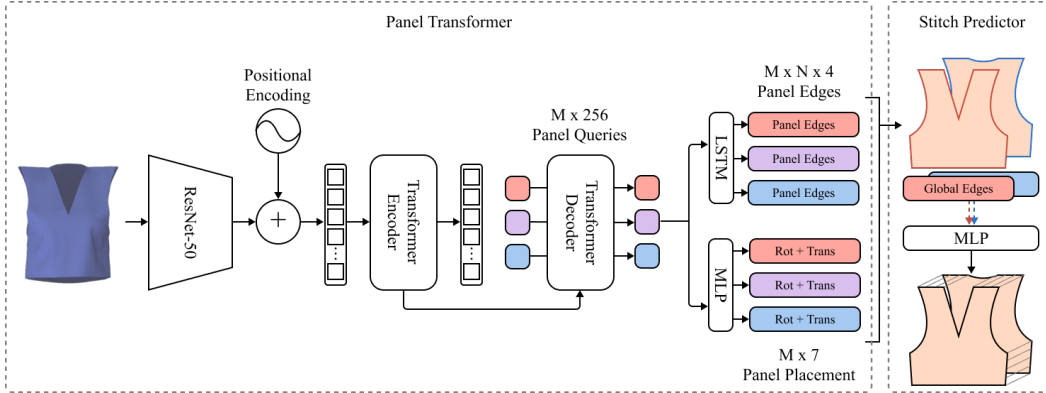 Panel Transformer
Stitch Predictor
Positional
Encoding
ResNet-50
+
...
Transformer
Encoder
...
M x 256
Panel Queries
Transformer
Decoder
M x N x 4
Panel Edges
LSTM
Panel Edges
Panel Edges
Panel Edges
MLP
Rot + Trans
Rot + Trans
Rot + Trans
M x 7
Panel Placement
Global Edges
MLP